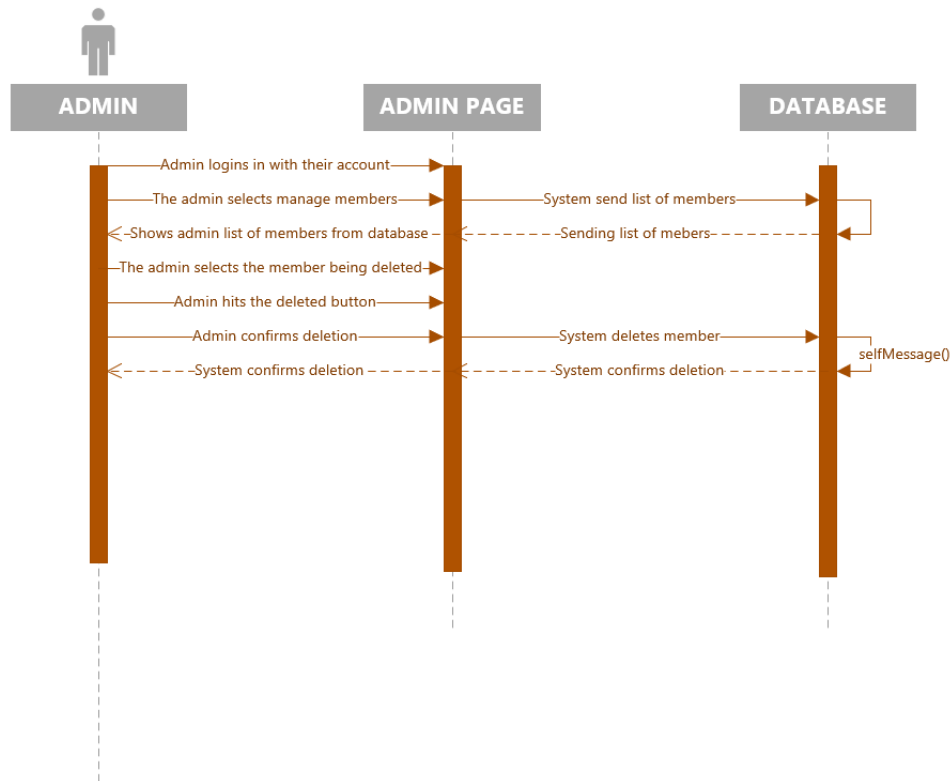 ADMIN
ADMIN PAGE
DATABASE
Admin logins in with their account
The admin selects manage members
System send list of members
Shows admin list of members from database
Sending list of mebers
The admin selects the member being deleted
Admin hits the deleted button
Admin confirms deletion
System deletes member
selfMessage()
System confirms deletion
System confirms deletion